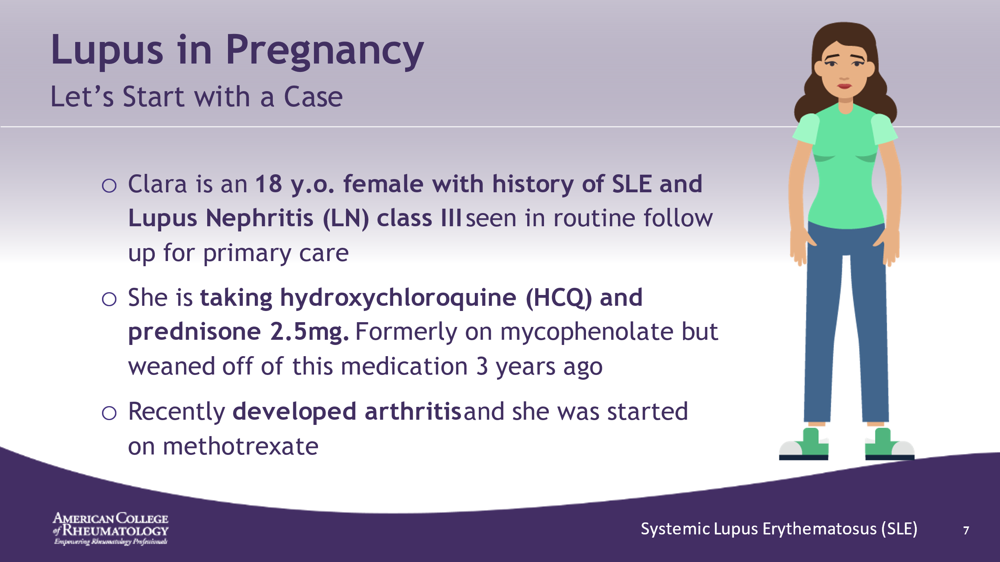 Lupus in Pregnancy
Let’s Start with a Case
○ Clara is an 18 y.o. female with history of SLE and
Lupus Nephritis (LN) class III seen in routine follow
up for primary care
○ She is taking hydroxychloroquine (HCQ) and
prednisone 2.5mg. Formerly on mycophenolate but
weaned off of this medication 3 years ago
○ Recently developed arthritis and she was started
on methotrexate
AMERICAN COLLEGE
of RHEUMATOLOGY
Empowering Rheumatology Professionals
Systemic Lupus Erythematosus (SLE) 7